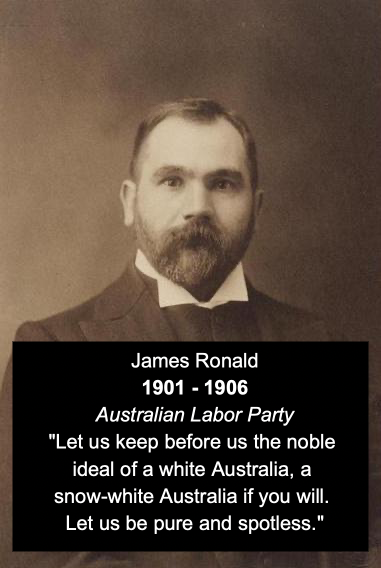 James Ronald
1901 - 1906
Australian Labor Party
"Let us keep before us the noble
ideal of a white Australia, a
snow-white Australia if you will.
Let us be pure and spotless."